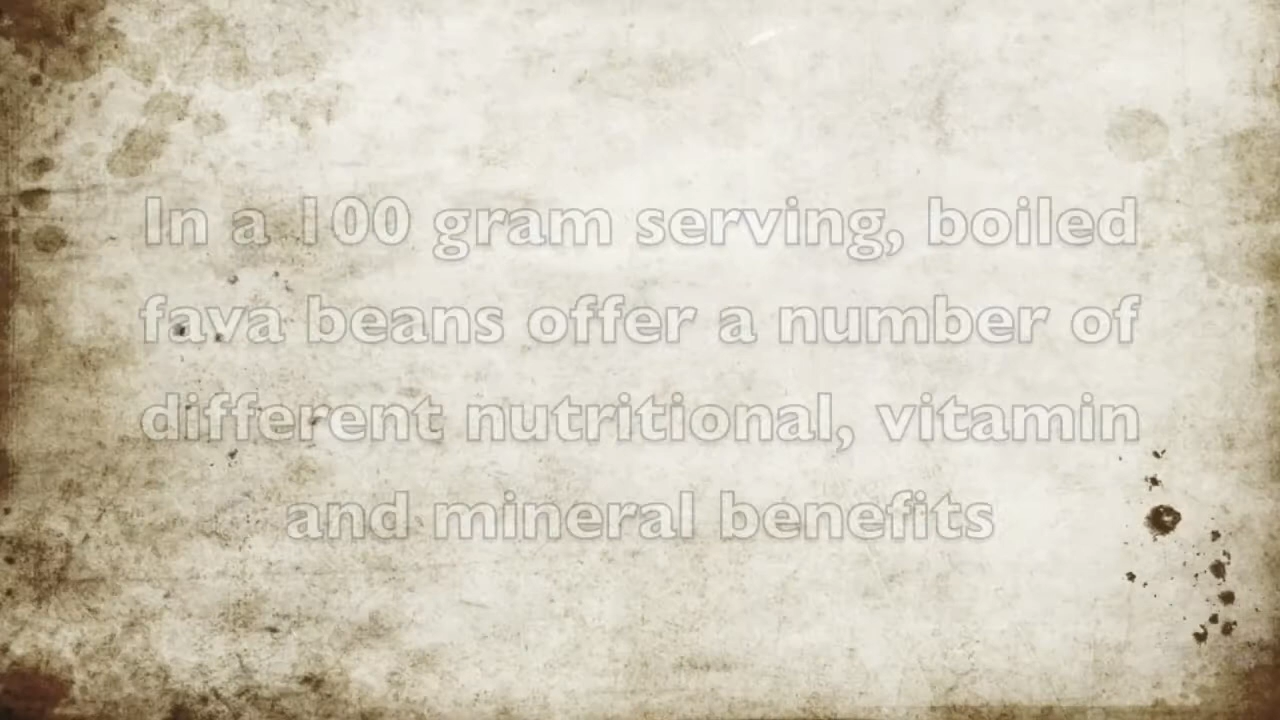 In a 100 gram serving, boiled
fava beans offer a number of
different nutritional, vitamin
and mineral benefits